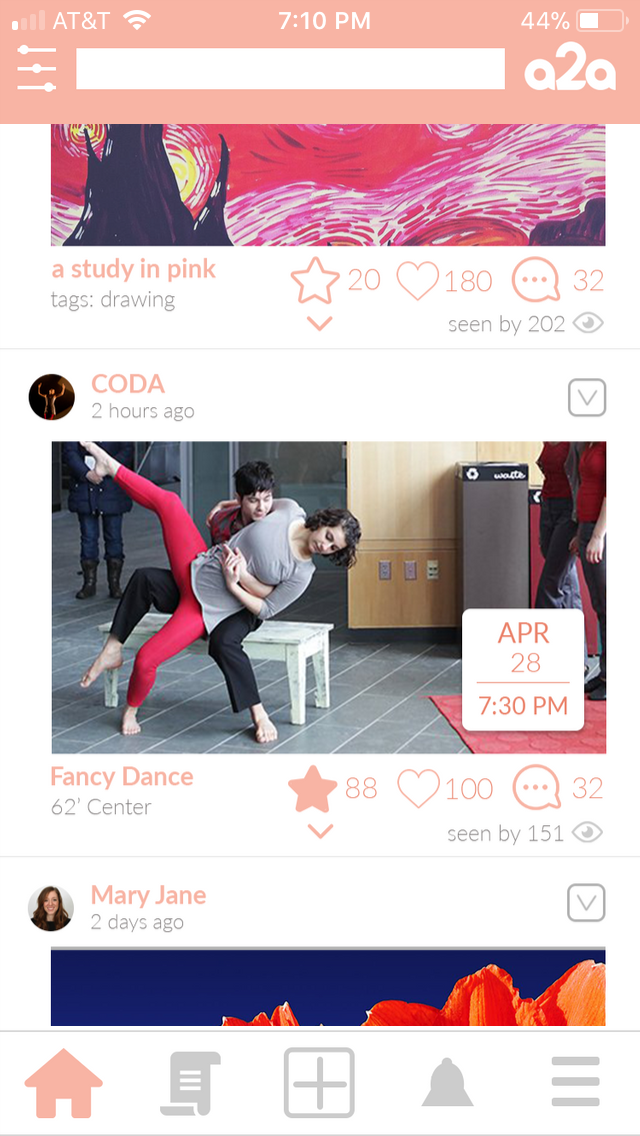 AT&T 7:10 PM 44%
a2a
a study in pink 20 180 32
tags: drawing
seen by 202
CODA
2 hours ago
waste
APR
28
7:30 PM
Fancy Dance 88 100 32
62’ Center
seen by 151
Mary Jane
2 days ago